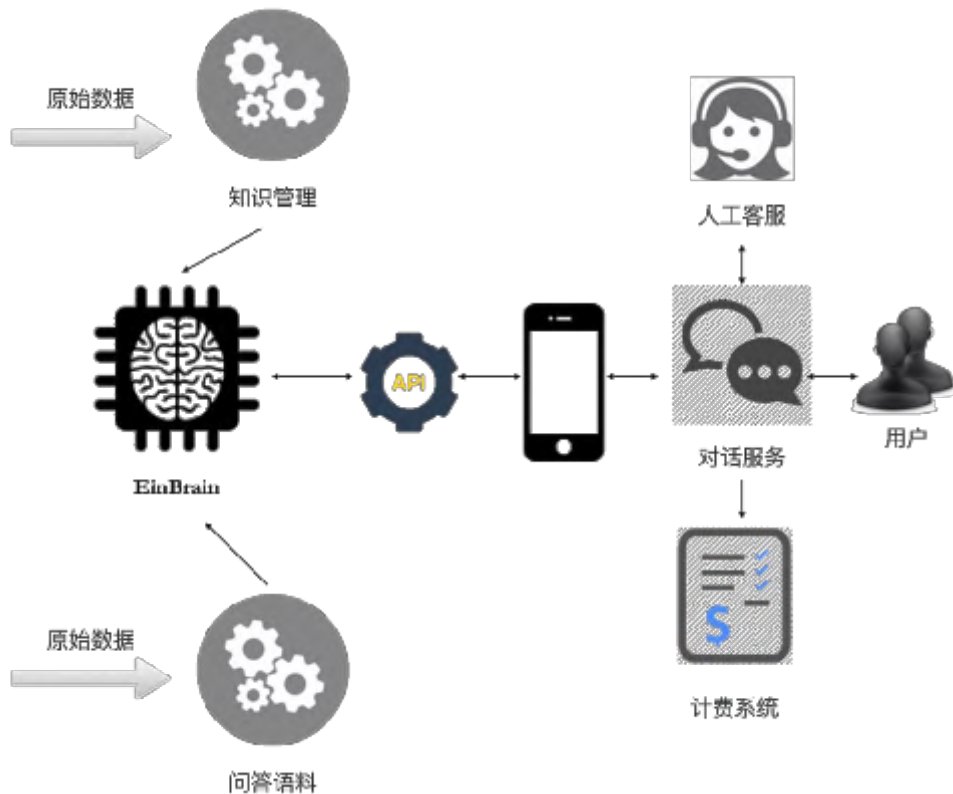 原始数据
知识管理
人工客服
API
用户
对话服务
EinBrain
原始数据
$
计费系统
问答语料